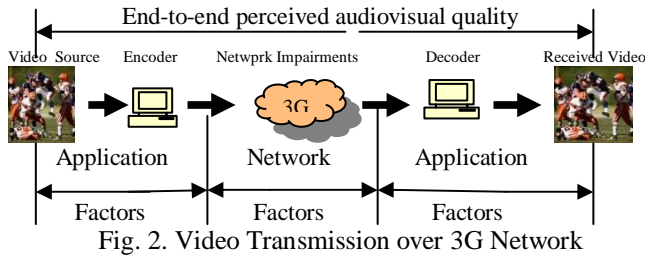 End-to-end perceived audiovisual quality
Video Source Encoder Netwprk Impairments Decoder Received Video
3G
Application Network Application
Factors Factors Factors
Fig. 2. Video Transmission over 3G Network